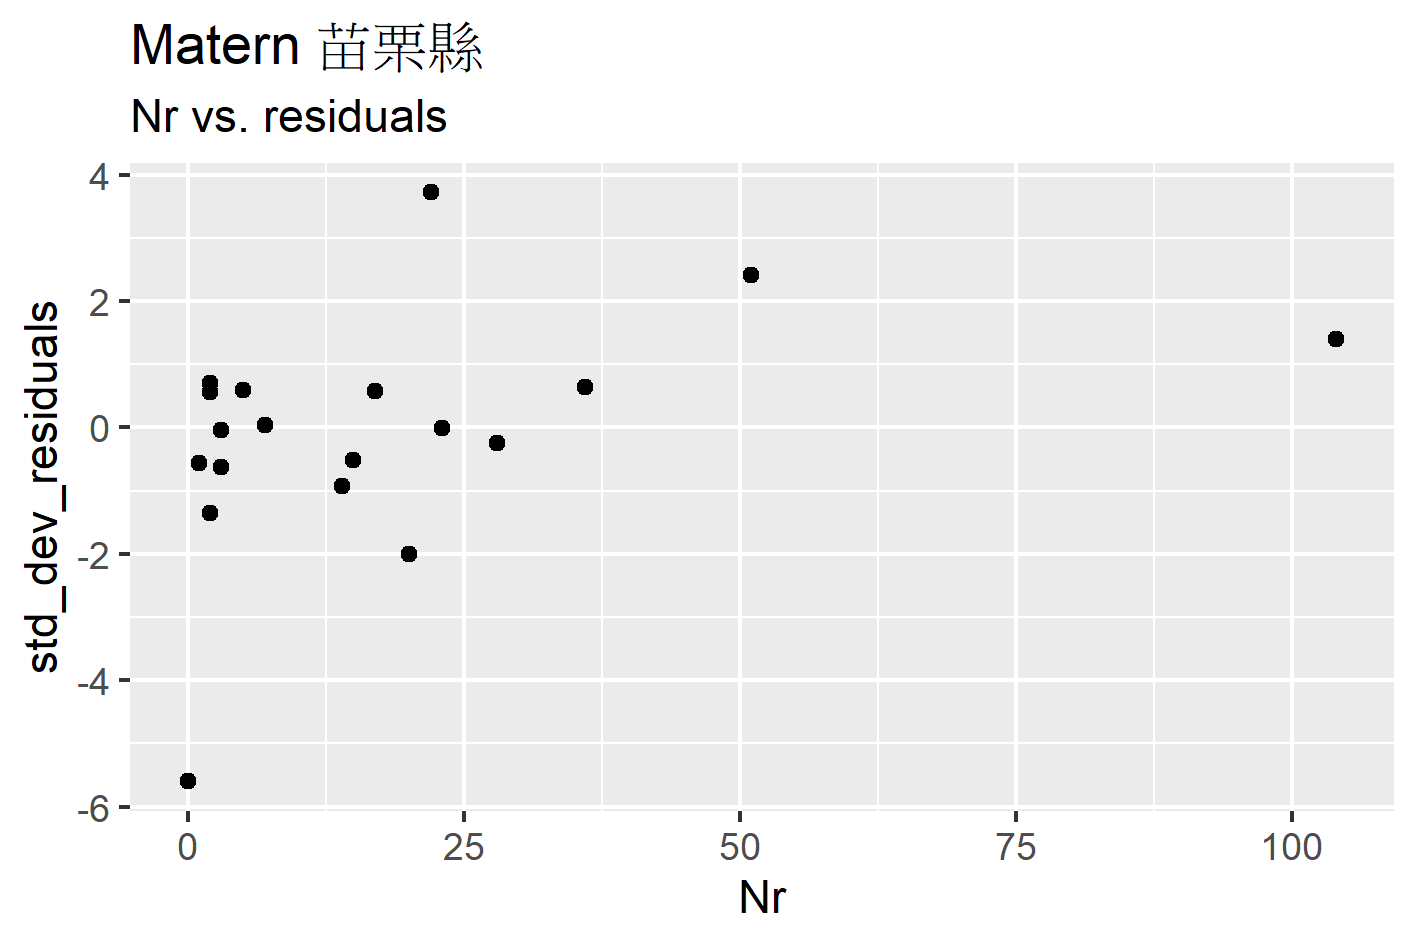 Matern 苗栗縣
Nr vs. residuals
std_dev_residuals
4
2
0
-2
-4
-6
0
25
50
75
100
Nr